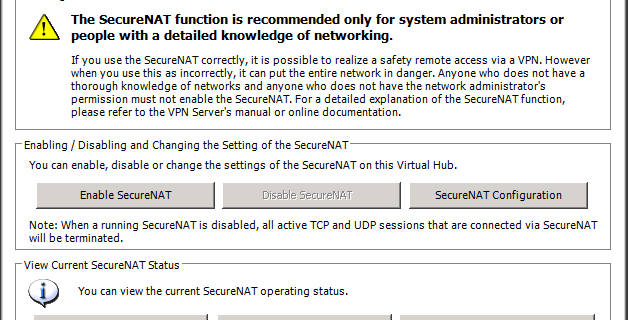 The SecureNAT function is recommended only for system administrators or
people with a detailed knowledge of networking.
If you use the SecureNAT correctly, it is possible to realize a safety remote access via a VPN. However
when you use this as incorrectly, it can put the entire network in danger. Anyone who does not have a
thorough knowledge of networks and anyone who does not have the network administrator's
permission must not enable the SecureNAT. For a detailed explanation of the SecureNAT function,
please refer to the VPN Server's manual or online documentation.
Enabling / Disabling and Changing the Setting of the SecureNAT
You can enable, disable or change the settings of the SecureNAT on this Virtual Hub.
Enable SecureNAT
Disable SecureNAT
SecureNAT Configuration
Note: When a running SecureNAT is disabled, all active TCP and UDP sessions that are connected via SecureNAT
will be terminated.
View Current SecureNAT Status
You can view the current SecureNAT operating status.